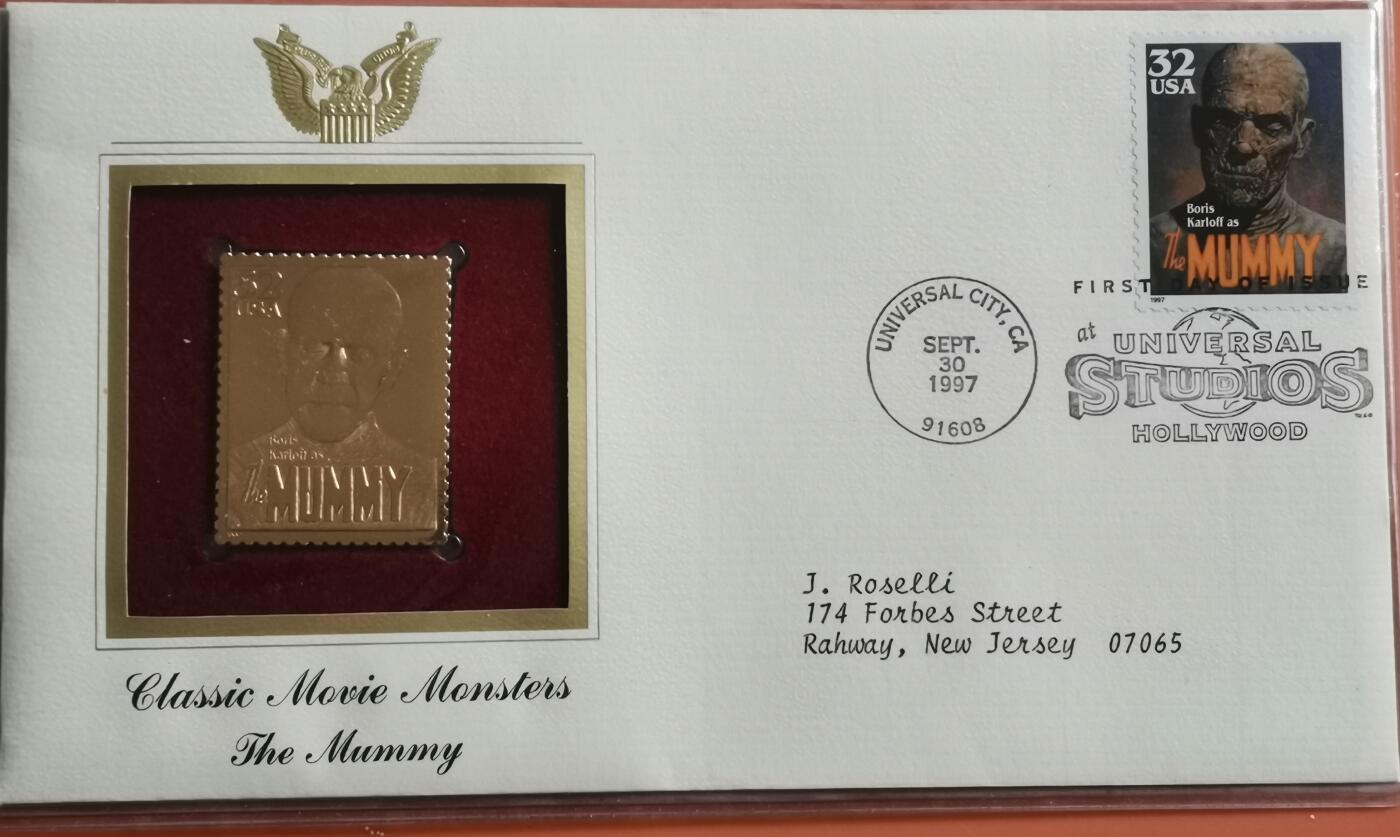 32
USA
Boris
Karloff as
The MUMMY
1997
FIRST DAY OF ISSUE
at UNIVERSAL
STUDIOS
HOLLYWOOD
UNIVERSAL CITY, CA
SEPT.
30
1997
91608
32
USA
Boris
Karloff as
The MUMMY
J. Roselli
174 Forbes Street
Rahway, New Jersey 07065
Classic Movie Monsters
The Mummy